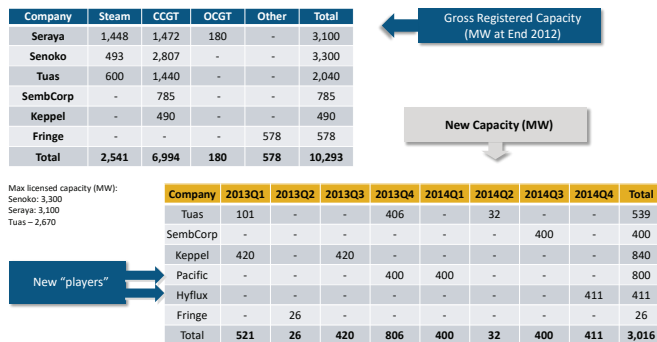 Company Steam CCGT OCGT Other Total
Seraya 1,448 1,472 180 - 3,100
Senoko 493 2,807 - - 3,300
Tuas 600 1,440 - - 2,040
SembCorp - 785 - - 785
Keppel - 490 - - 490
Fringe - - - 578 578
Total 2,541 6,994 180 578 10,293
Gross Registered Capacity
(MW at End 2012)
New Capacity (MW)
Max licensed capacity (MW):
Senoko: 3,300
Seraya: 3,100
Tuas – 2,670
New "players"
Company 2013Q1 2013Q2 2013Q3 2013Q4 2014Q1 2014Q2 2014Q3 2014Q4 Total
Tuas 101 - - 406 - 32 - - 539
SembCorp - - - - - - 400 - 400
Keppel 420 - 420 - - - - - 840
Pacific - - - 400 400 - - - 800
Hyflux - - - - - - - 411 411
Fringe - 26 - - - - - - 26
Total 521 26 420 806 400 32 400 411 3,016